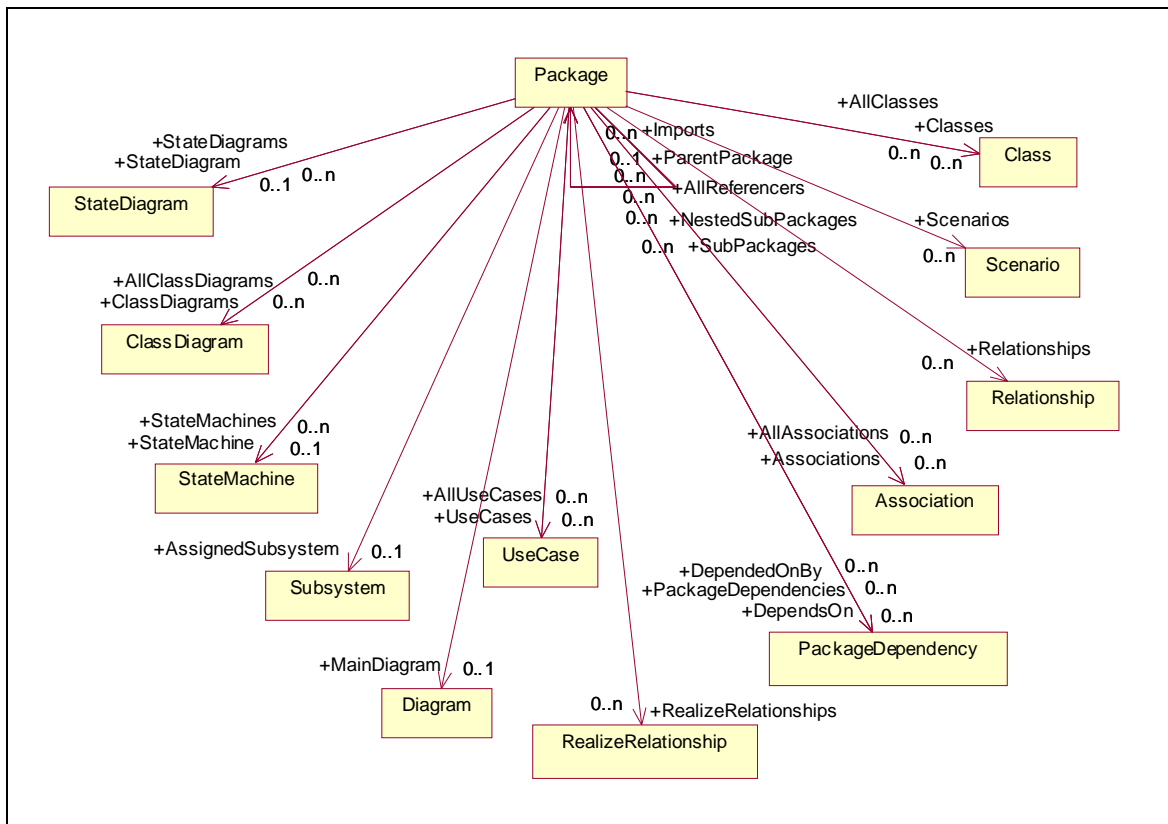 Package
+AllClasses
+Classes
0..n
0..n
Class
+StateDiagrams
+StateDiagram
0..1
0..n
StateDiagram
0..n
+Imports
0..1
+ParentPackage
0..n
+AllReferencers
0..n
0..n
+NestedSubPackages
0..n
+SubPackages
+Scenarios
0..n
Scenario
+AllClassDiagrams
0..n
+ClassDiagrams
0..n
ClassDiagram
+Relationships
0..n
Relationship
+StateMachines
0..n
+StateMachine
0..1
StateMachine
+AllAssociations
0..n
+Associations
0..n
Association
+AllUseCases
0..n
+UseCases
0..n
UseCase
+AssignedSubsystem
0..1
Subsystem
+DependedOnBy
0..n
+PackageDependencies
0..n
+DependsOn
0..n
PackageDependency
+MainDiagram
0..1
Diagram
0..n
+RealizeRelationships
RealizeRelationship